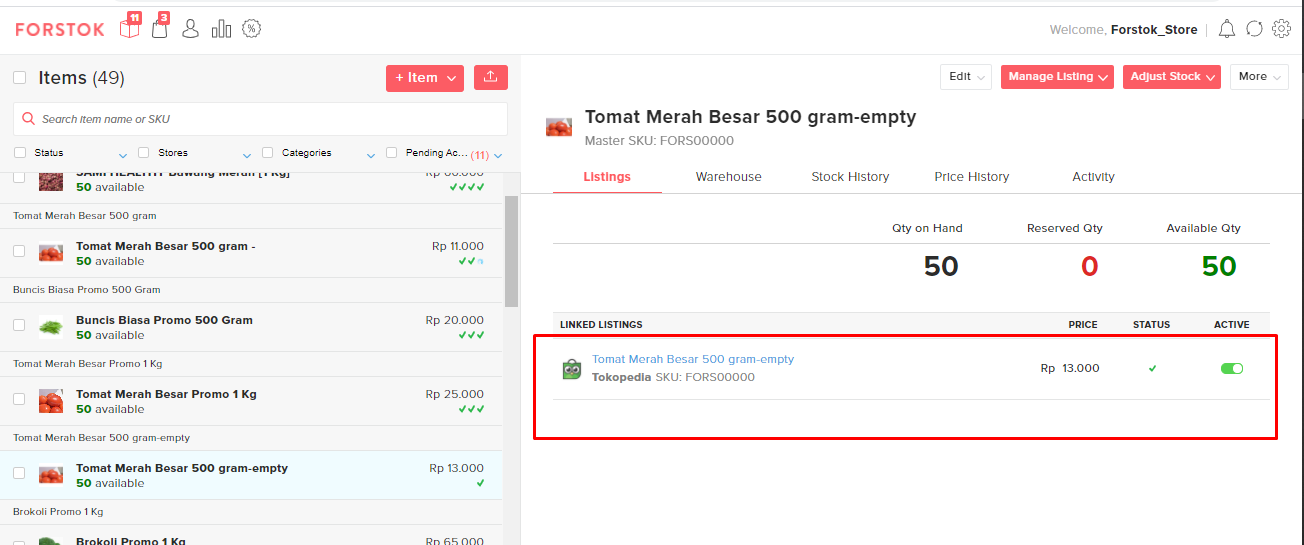 FORSTOK
11
3
Welcome, Forstok_Store
Items (49)
+ Item
Search item name or SKU
Status
Stores
Categories
Pending Ac... (11)
SAMI HEALTHY Bawang Merah [1 Kg]
50 available
Tomat Merah Besar 500 gram
Tomat Merah Besar 500 gram -
Rp 11.000
50 available
Buncis Biasa Promo 500 Gram
Buncis Biasa Promo 500 Gram
Rp 20.000
50 available
Tomat Merah Besar Promo 1 Kg
Tomat Merah Besar Promo 1 Kg
Rp 25.000
50 available
Tomat Merah Besar 500 gram-empty
Tomat Merah Besar 500 gram-empty
Rp 13.000
50 available
Brokoli Promo 1 Kg
Brokoli Promo 1 Kg
Rp 65.000
Edit
Manage Listing
Adjust Stock
More
Tomat Merah Besar 500 gram-empty
Master SKU: FORS00000
Listings
Warehouse
Stock History
Price History
Activity
Qty on Hand
Reserved Qty
Available Qty
50
0
50
LINKED LISTINGS
PRICE
STATUS
ACTIVE
Tomat Merah Besar 500 gram-empty
Tokopedia SKU: FORS00000
Rp 13.000